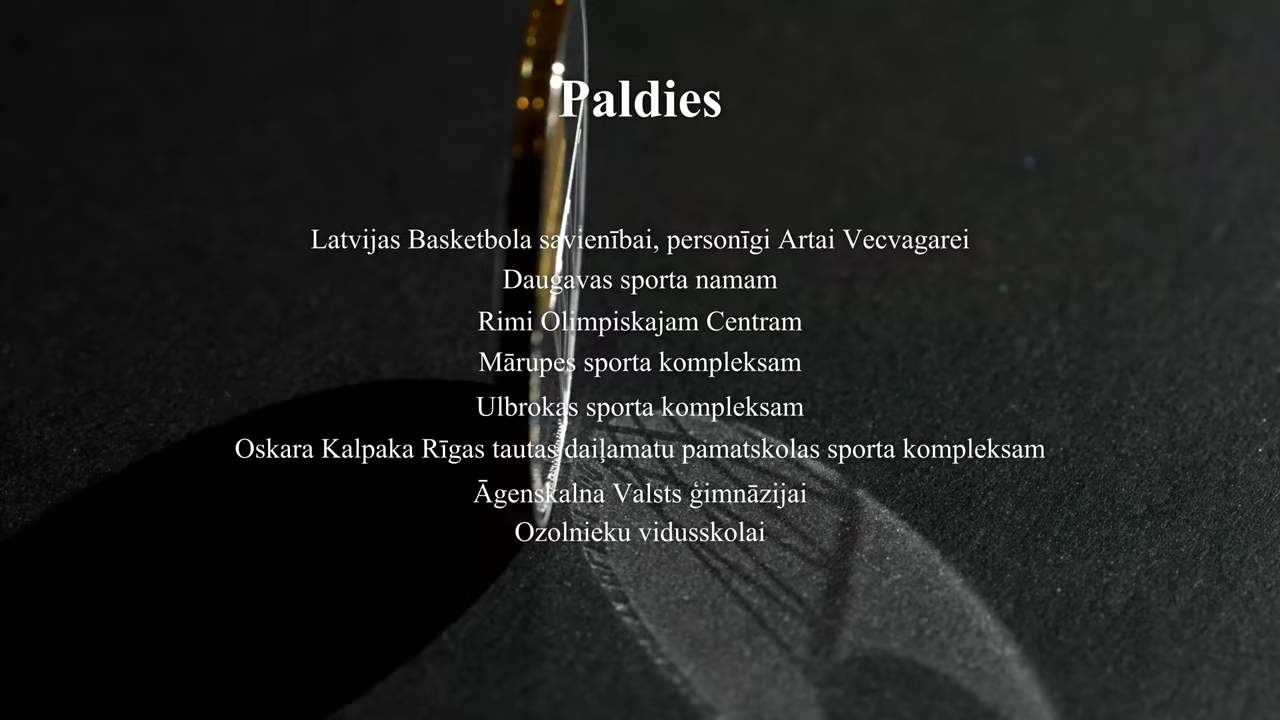 Paldies
Latvijas Basketbola savienībai, personīgi Artai Vecvagarei
Daugavas sporta namam
Rimi Olimpiskajam Centram
Mārupes sporta kompleksam
Ulbrokas sporta kompleksam
Oskara Kalpaka Rīgas tautas daiļamatu pamatskolas sporta kompleksam
Āgenskalna Valsts ģimnāzijai
Ozolnieku vidusskolai